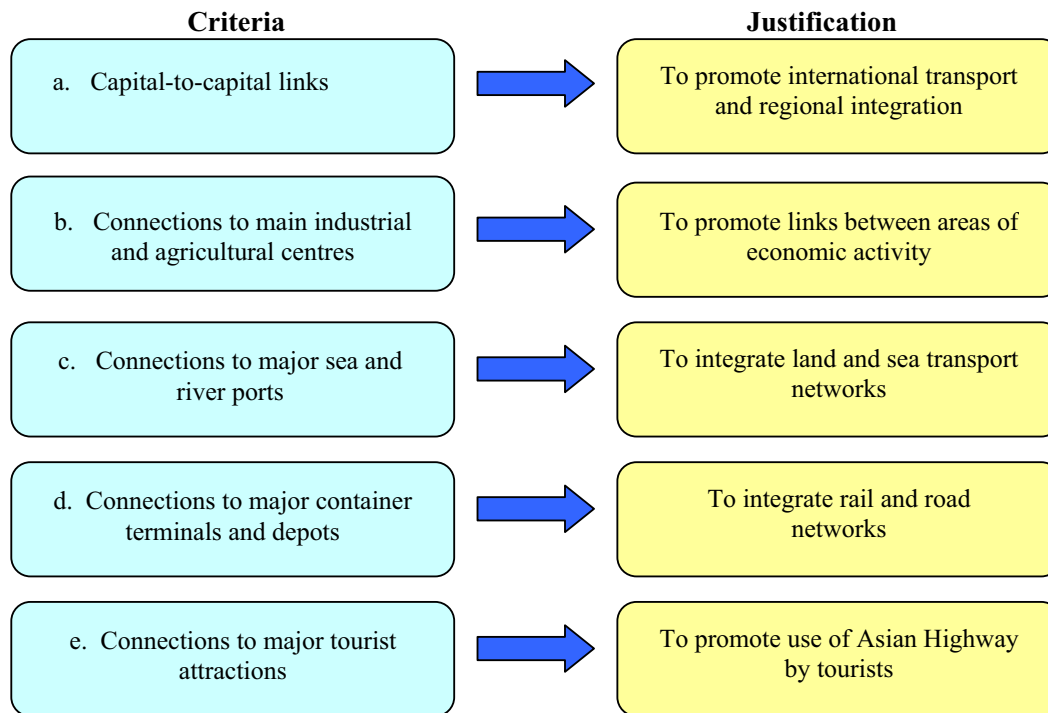 Criteria
Justification
a. Capital-to-capital links
To promote international transport
and regional integration
b. Connections to main industrial
and agricultural centres
To promote links between areas of
economic activity
c. Connections to major sea and
river ports
To integrate land and sea transport
networks
d. Connections to major container
terminals and depots
To integrate rail and road
networks
e. Connections to major tourist
attractions
To promote use of Asian Highway
by tourists